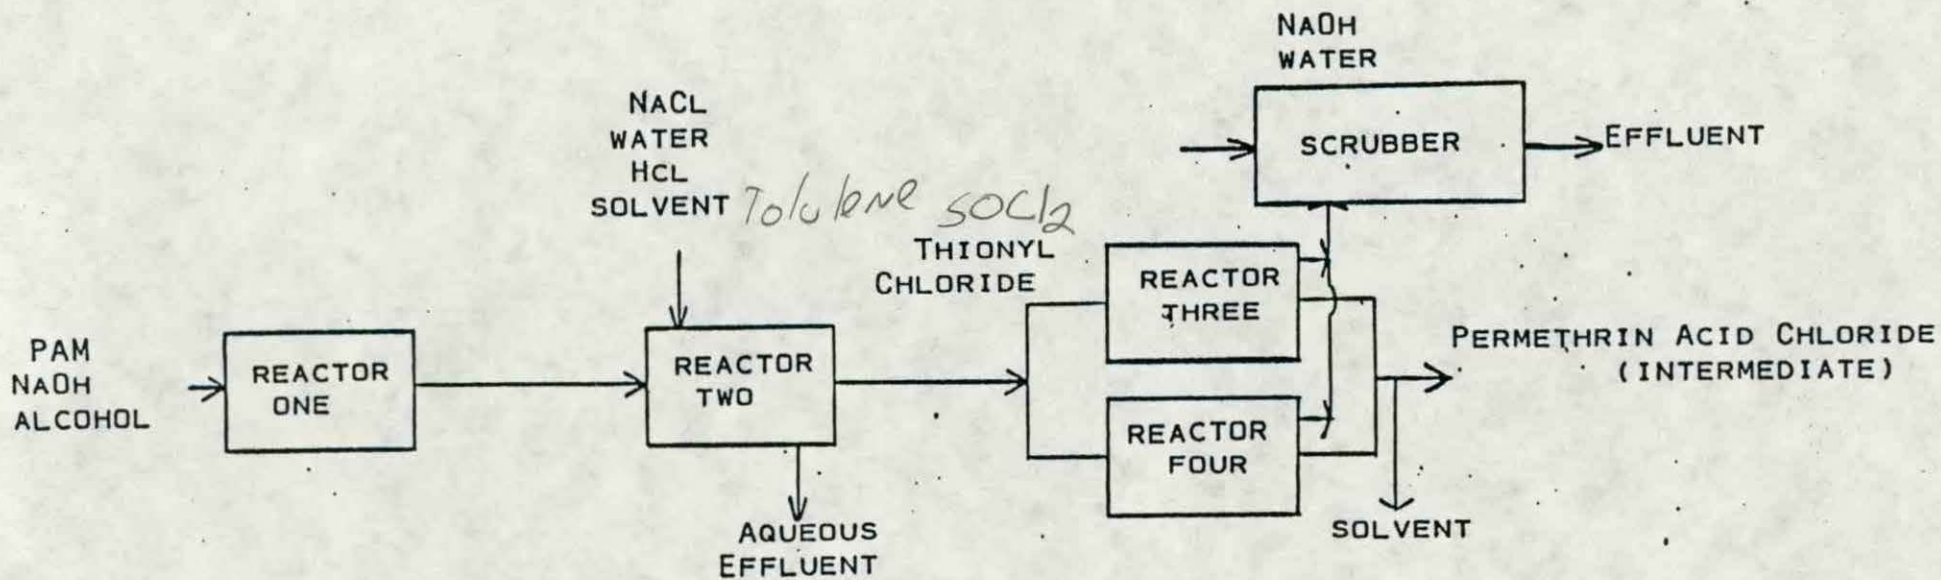 NAOH
WATER
SCRUBBER
EFFLUENT
NACL
WATER
HCL
SOLVENT Tolulene SOCl2
THIONYL
CHLORIDE
REACTOR
THREE
PAM
NAOH
ALCOHOL
REACTOR
ONE
REACTOR
TWO
PERMETHRIN ACID CHLORIDE
(INTERMEDIATE)
REACTOR
FOUR
AQUEOUS
EFFLUENT
SOLVENT